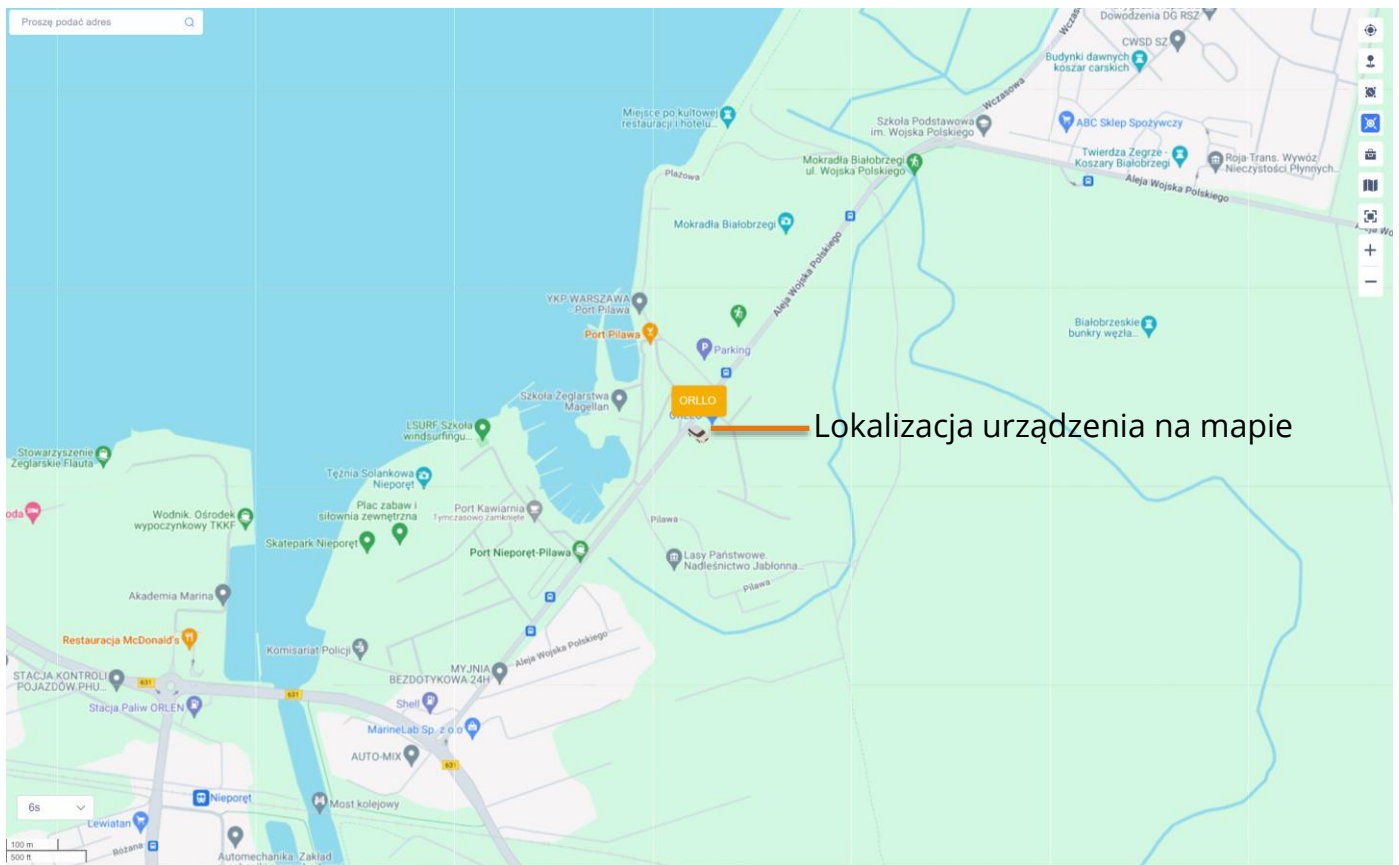 Proszę podać adres
Dowodzenia DG RSZ
CWSD SZ
Budynki dawnych
koszar carskich
Wczasowa
Miejsce po kultowej
restauracji i hotelu...
Szkoła Podstawowa
im. Wojska Polskiego
ABC Sklep Spożywczy
Mokradła Białobrzegi
ul. Wojska Polskiego
Twierdza Zegrze -
Koszary Białobrzegi
Roja-Trans. Wywóz
Nieczystości Płynnych...
Plażowa
Aleja Wojska Polskiego
Mokradła Białobrzegi
Aleja Wojska Polskiego
YKP WARSZAWA
- Port Pilawa
Port Pilawa
Parking
Białobrzeskie
bunkry węzła...
Szkoła Żeglarstwa
Magellan
ORLLO
Lokalizacja urządzenia na mapie
LSURF Szkoła
windsurfingu...
Stowarzyszenie
Żeglarskie Flauta
Tężnia Solankowa
Nieporęt
Plac zabaw i
siłownia zewnętrzna
Port Kawiarnia
Tymczasowo zamknięte
Wodnik. Ośrodek
wypoczynkowy TKKF
Skatepark Nieporęt
Port Nieporęt-Pilawa
Pilawa
Lasy Państwowe.
Nadleśnictwo Jabłonna...
Pilawa
Akademia Marina
Restauracja McDonald's
Komisariat Policji
Aleja Wojska Polskiego
MYJNIA
BEZDOTYKOWA 24H
STACJA KONTROLI
POJAZDÓW.PHU...
631
631
Stacja Paliw ORLEN
Shell
MarineLab Sp. z o.o
AUTO-MIX
631
6s
Nieporęt
Most kolejowy
Lewiatan
Różana
100 m
500 ft
Automechanika. Zakład